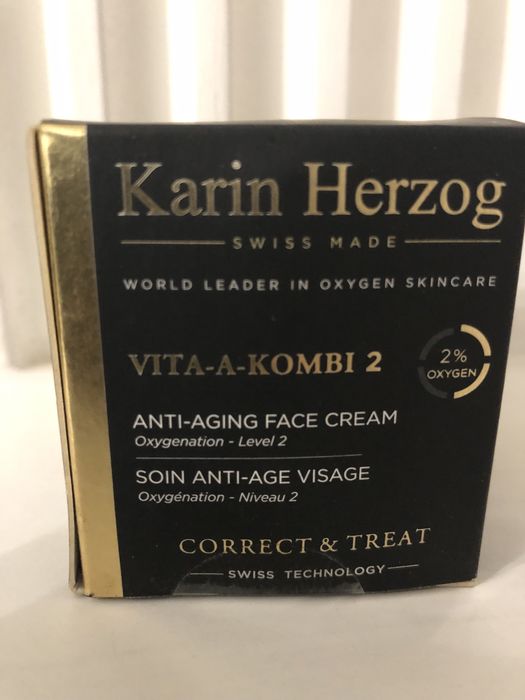 Karin Herzog
SWISS MADE
WORLD LEADER IN OXYGEN SKINCARE
VITA-A-KOMBI 2
2%
OXYGEN
ANTI-AGING FACE CREAM
Oxygenation - Level 2
SOIN ANTI-AGE VISAGE
Oxygénation - Niveau 2
CORRECT & TREAT
SWISS TECHNOLOGY